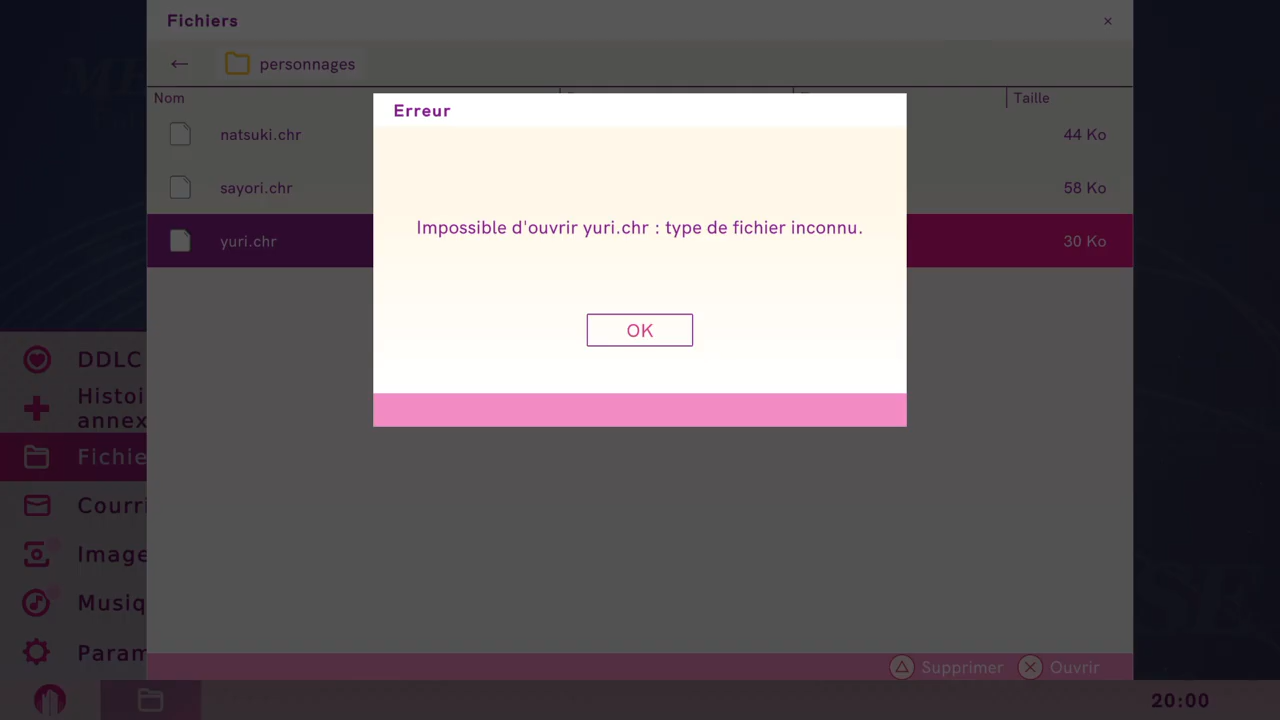 Fichiers
×
← personnages
Nom
Taille
Erreur
natsuki.chr
44 Ko
sayori.chr
58 Ko
Impossible d'ouvrir yuri.chr : type de fichier inconnu.
yuri.chr
30 Ko
OK
DDLC
Histoi
annex
Fichie
Courri
Image
Musiq
Param
Supprimer
Ouvrir
20:00